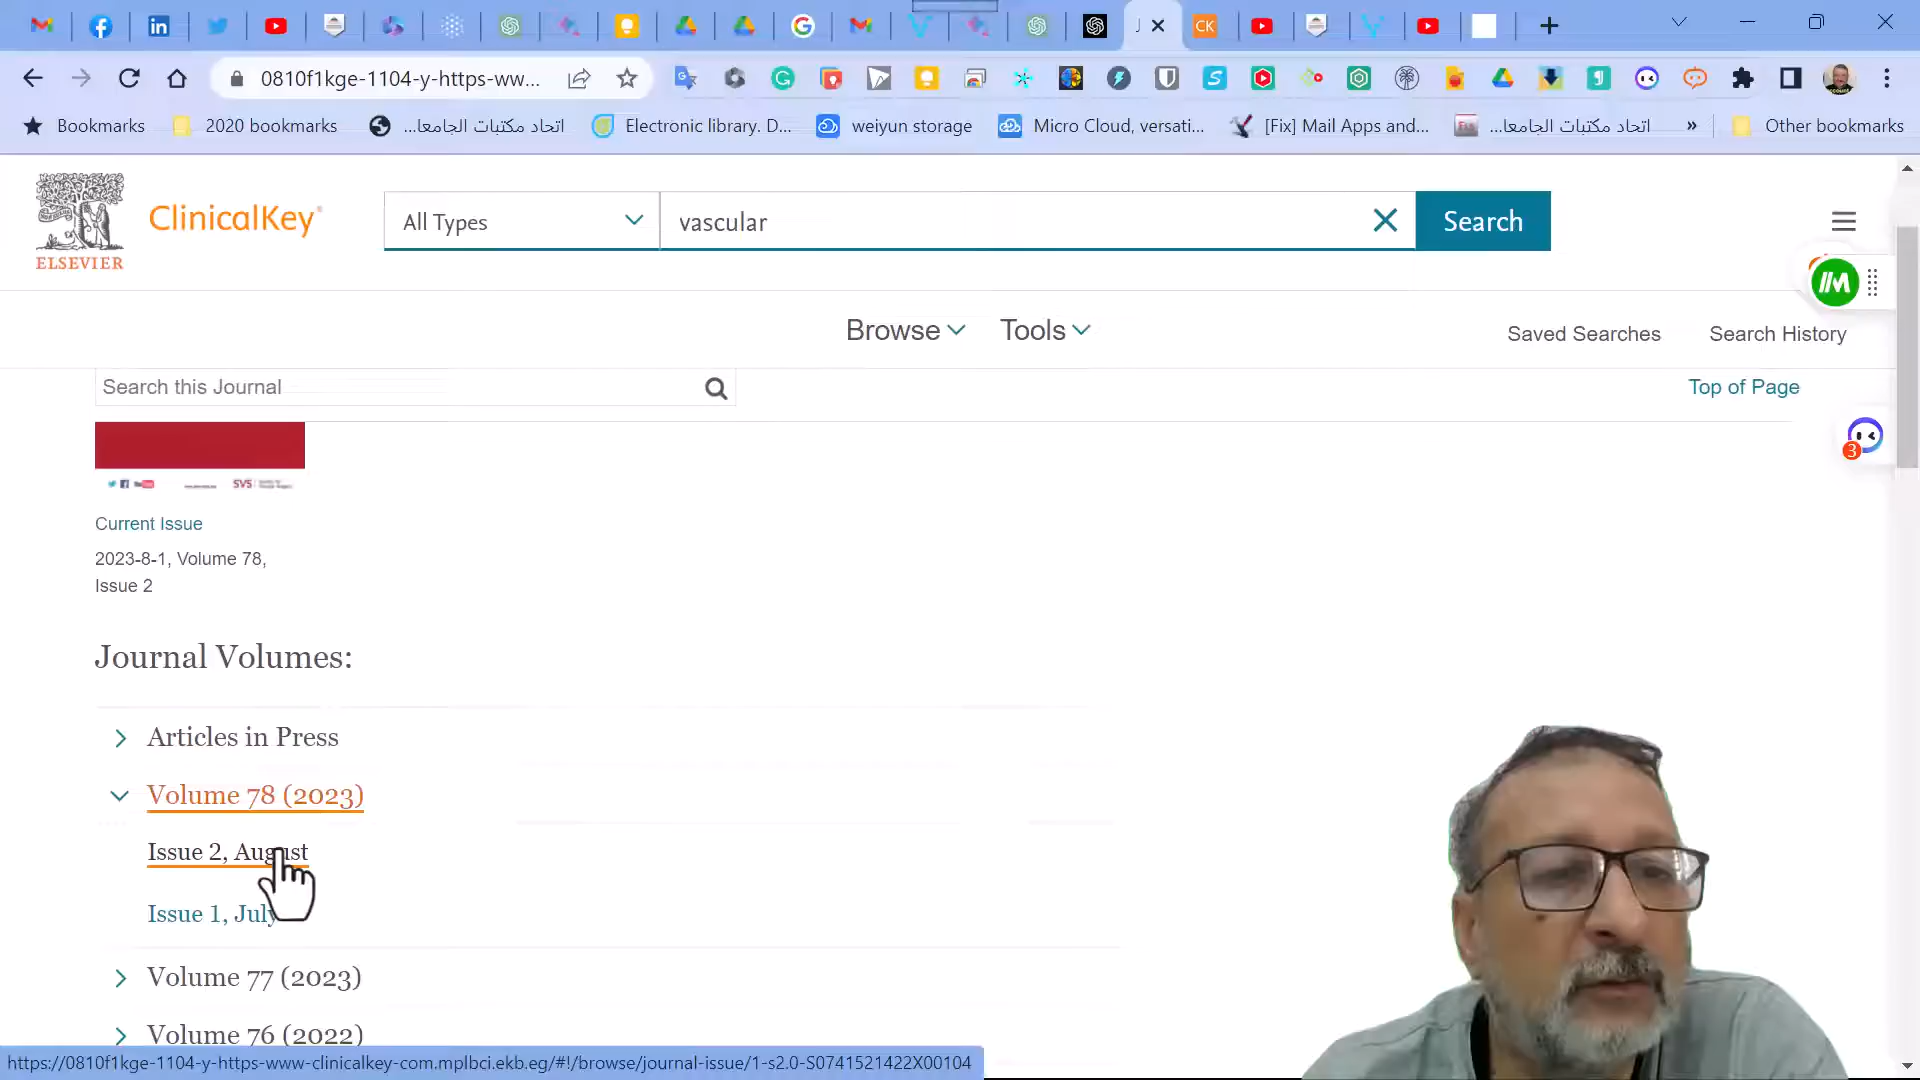 J
CK
0810f1kge-1104-y-https-ww...
Bookmarks
2020 bookmarks
اتحاد مكتبات الجامعا...
Electronic library. D...
weiyun storage
Micro Cloud, versati...
[Fix] Mail Apps and...
اتحاد مكتبات الجامعا...
»
Other bookmarks
ELSEVIER
ClinicalKey®
All Types
vascular
Search
Browse
Tools
Saved Searches
Search History
Search this Journal
Top of Page
3
SVS
Current Issue
2023-8-1, Volume 78,
Issue 2
Journal Volumes:
Articles in Press
Volume 78 (2023)
Issue 2, August
Issue 1, July
Volume 77 (2023)
Volume 76 (2022)
https://0810f1kge-1104-y-https-www-clinicalkey-com.mplbci.ekb.eg/#!/browse/journal-issue/1-s2.0-S0741521422X00104